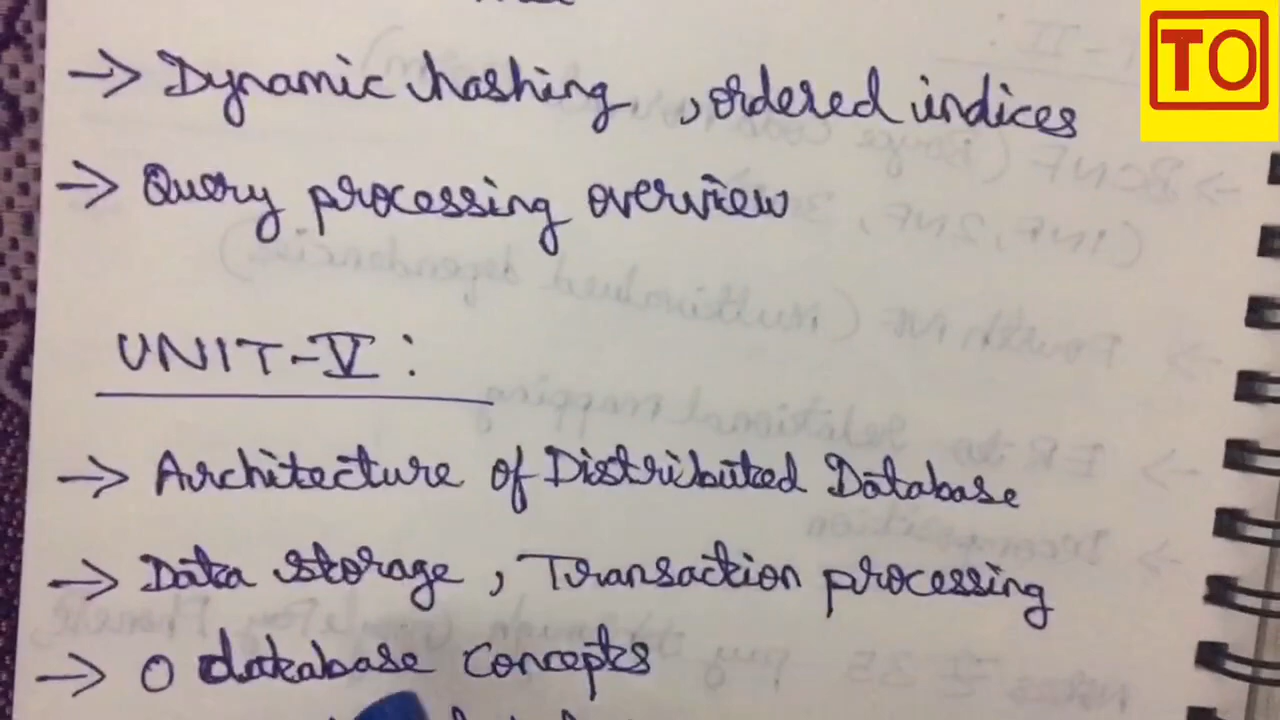 TO
→ Dynamic hashing , ordered indices
→ Query processing overview
UNIT-V :
→ Architecture of Distributed Database
→ Data storage , Transaction processing
→ O database concepts